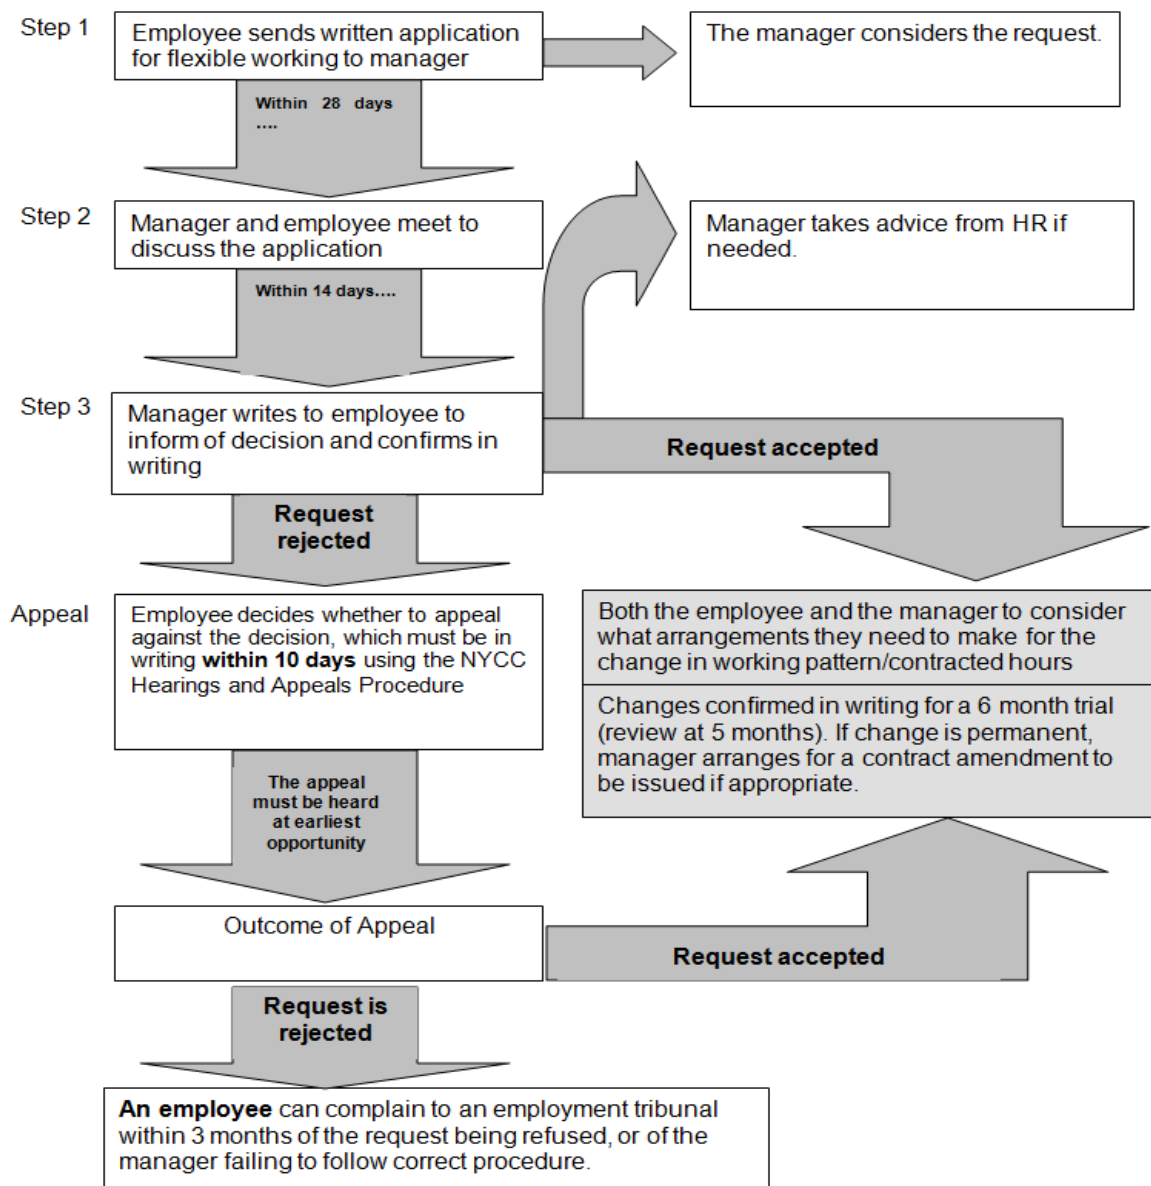 Step 1
Employee sends written application
for flexible working to manager
The manager considers the request.
Within 28 days
....
Step 2
Manager and employee meet to
discuss the application
Manager takes advice from HR if
needed.
Within 14 days....
Step 3
Manager writes to employee to
inform of decision and confirms in
writing
Request accepted
Request
rejected
Appeal
Employee decides whether to appeal
against the decision, which must be in
writing within 10 days using the NYCC
Hearings and Appeals Procedure
Both the employee and the manager to consider
what arrangements they need to make for the
change in working pattern/contracted hours
Changes confirmed in writing for a 6 month trial
(review at 5 months). If change is permanent,
manager arranges for a contract amendment to
be issued if appropriate.
The appeal
must be heard
at earliest
opportunity
Outcome of Appeal
Request accepted
Request is
rejected
An employee can complain to an employment tribunal
within 3 months of the request being refused, or of the
manager failing to follow correct procedure.